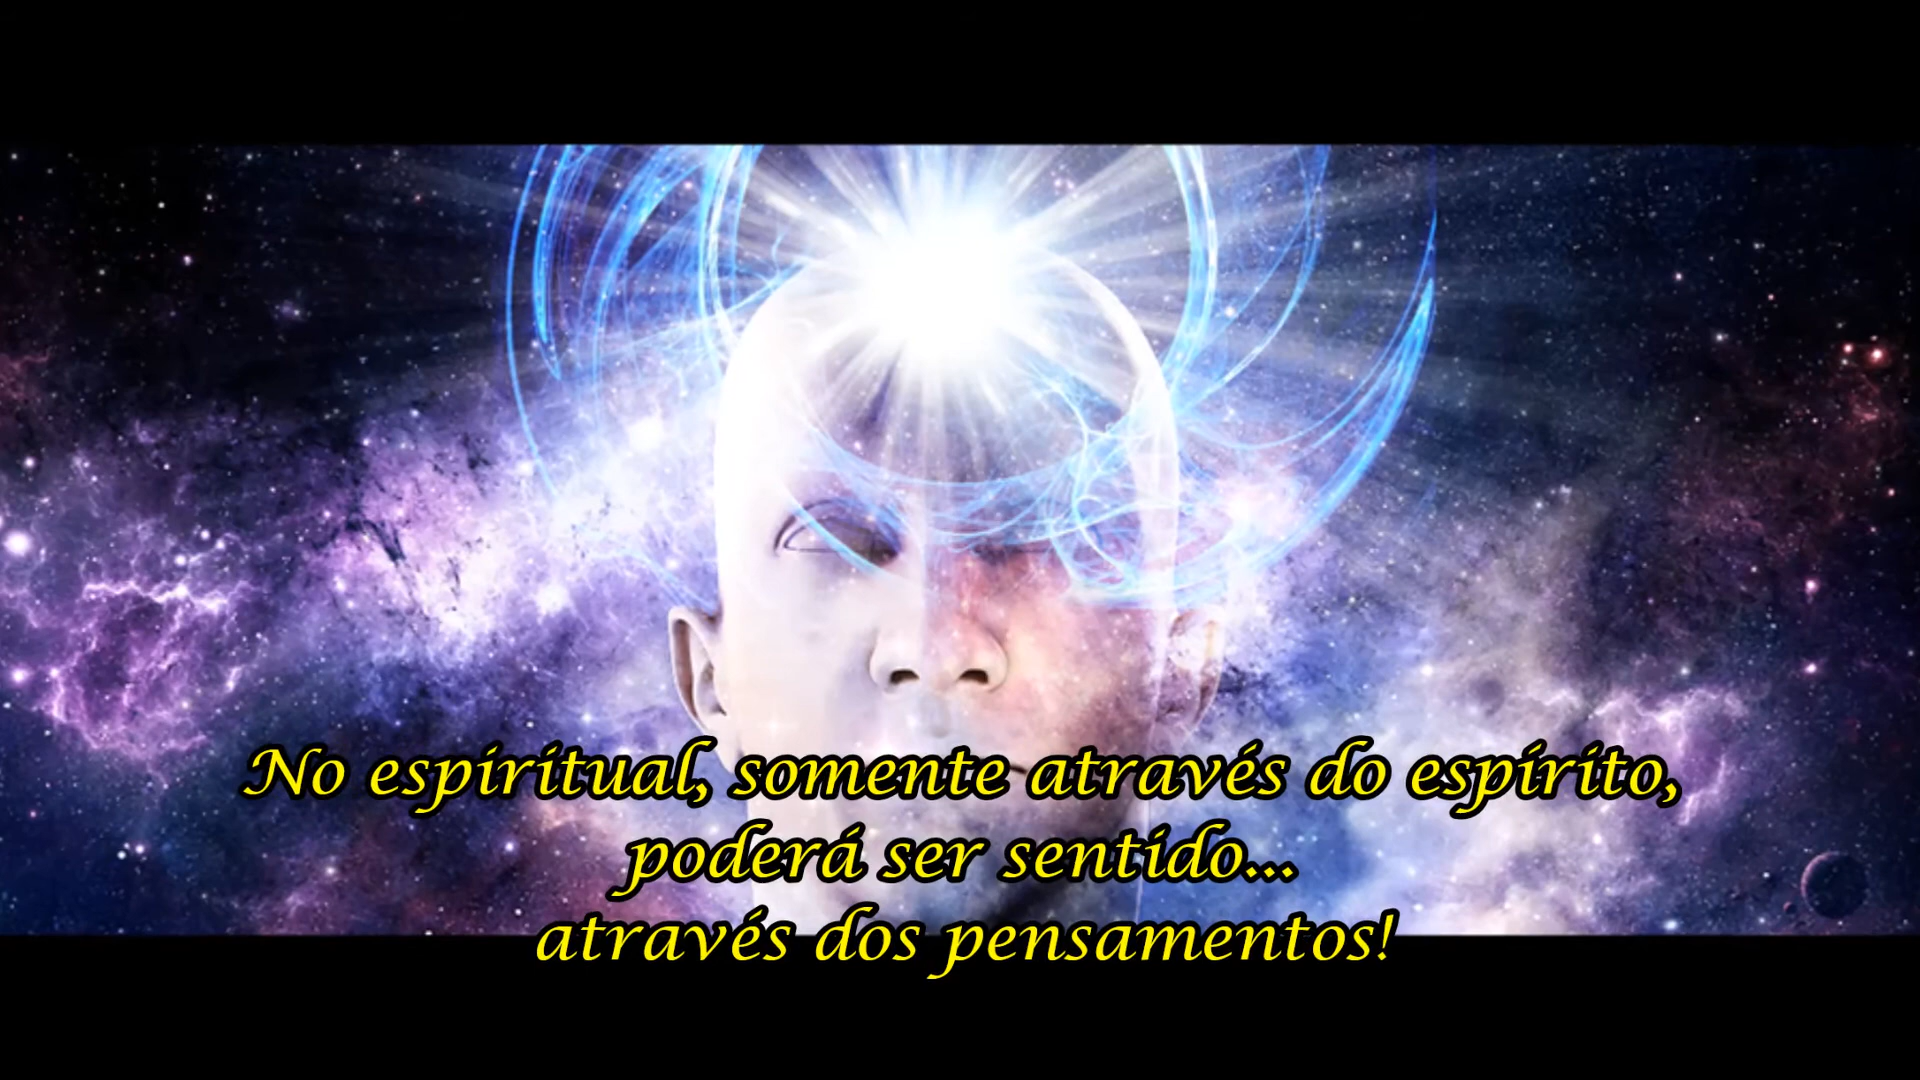 No espiritual, somente através do espírito,
poderá ser sentido...
através dos pensamentos!